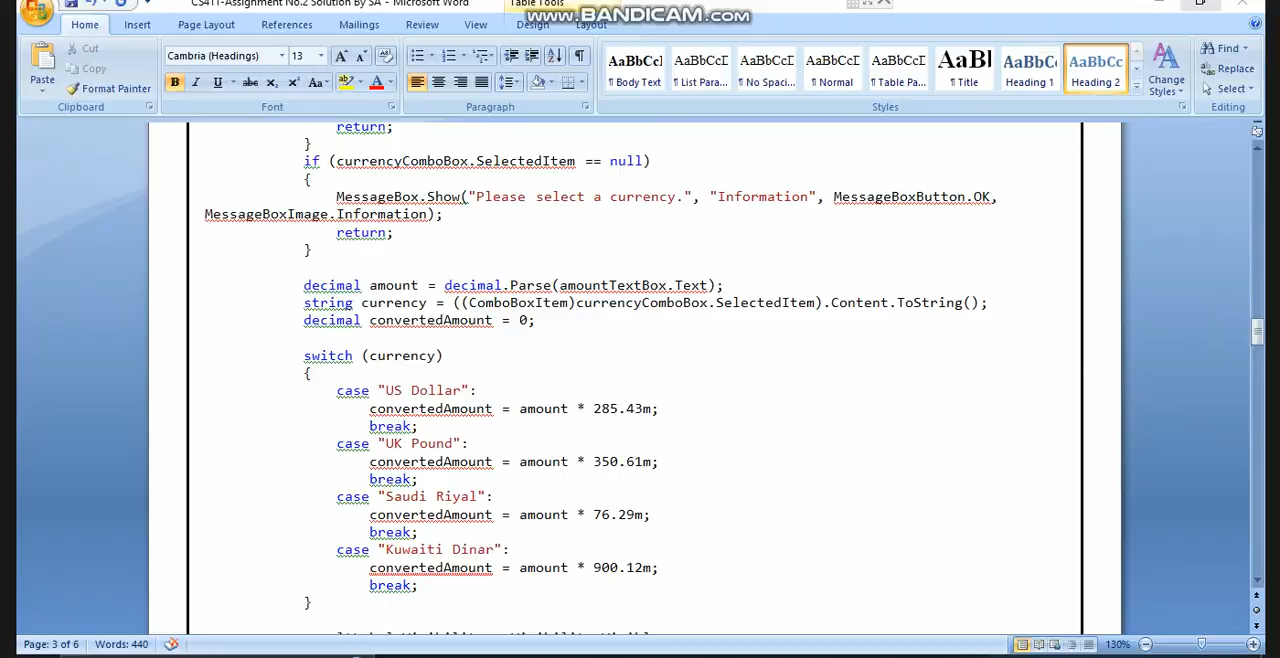 CS411-Assignment No.2 Solution By SA - Microsoft Word
Table Tools
www.BANDICAM.com
Home
Insert
Page Layout
References
Mailings
Review
View
Design
Layout
Paste
Cut
Copy
Format Painter
Clipboard
Cambria (Headings)
13
Font
Paragraph
AaBbCcI
¶ Body Text
AaBbCcD
¶ List Para...
AaBbCcD
¶ No Spaci...
AaBbCcD
¶ Normal
AaBbCcD
¶ Table Pa...
AaBl
¶ Title
AaBbCc
Heading 1
AaBbCc
Heading 2
Change
Styles
Styles
Find
Replace
Select
Editing
return;
}
if (currencyComboBox.SelectedItem == null)
{
MessageBox.Show("Please select a currency.", "Information", MessageBoxButton.OK,
MessageBoxImage.Information);
return;
}
decimal amount = decimal.Parse(amountTextBox.Text);
string currency = ((ComboBoxItem)currencyComboBox.SelectedItem).Content.ToString();
decimal convertedAmount = 0;
switch (currency)
{
case "US Dollar":
convertedAmount = amount * 285.43m;
break;
case "UK Pound":
convertedAmount = amount * 350.61m;
break;
case "Saudi Riyal":
convertedAmount = amount * 76.29m;
break;
case "Kuwaiti Dinar":
convertedAmount = amount * 900.12m;
break;
}
Page: 3 of 6
Words: 440
130%